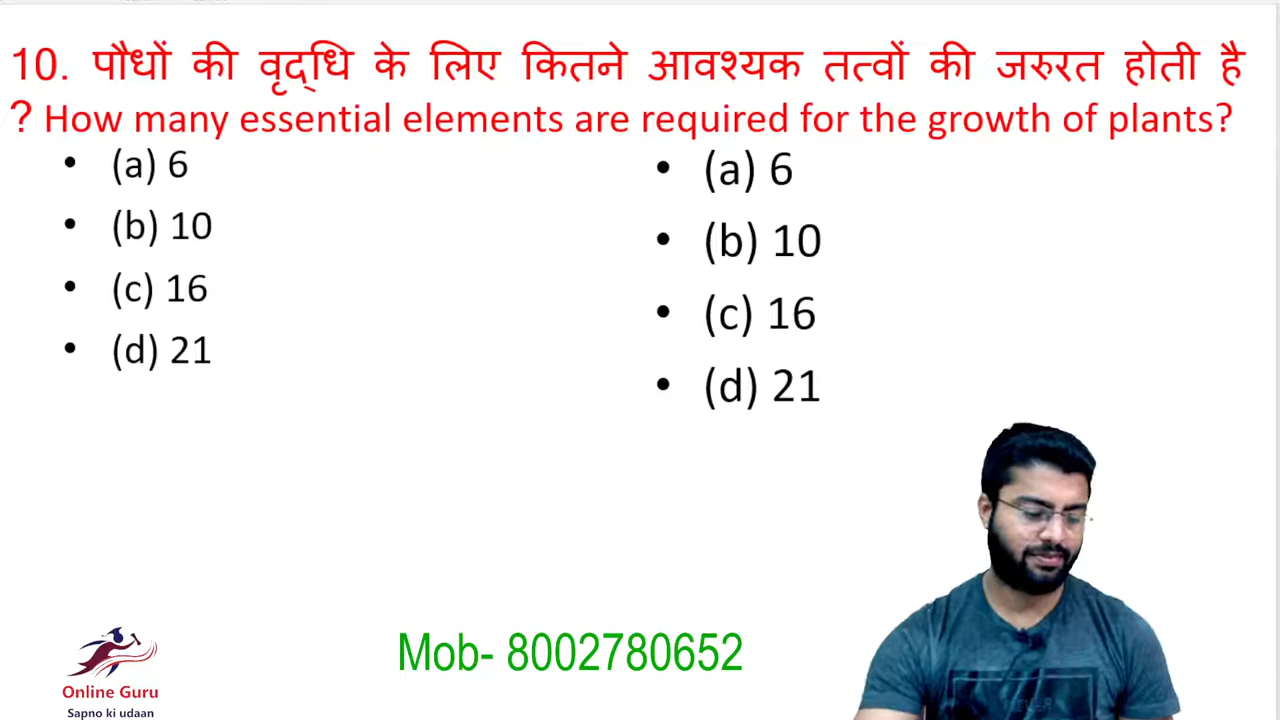 10. पौधों की वृद्धि के लिए कितने आवश्यक तत्वों की जरुरत होती है
? How many essential elements are required for the growth of plants?
• (a) 6
• (b) 10
• (c) 16
• (d) 21
• (a) 6
• (b) 10
• (c) 16
• (d) 21
Mob- 8002780652
Online Guru
Sapno ki udaan